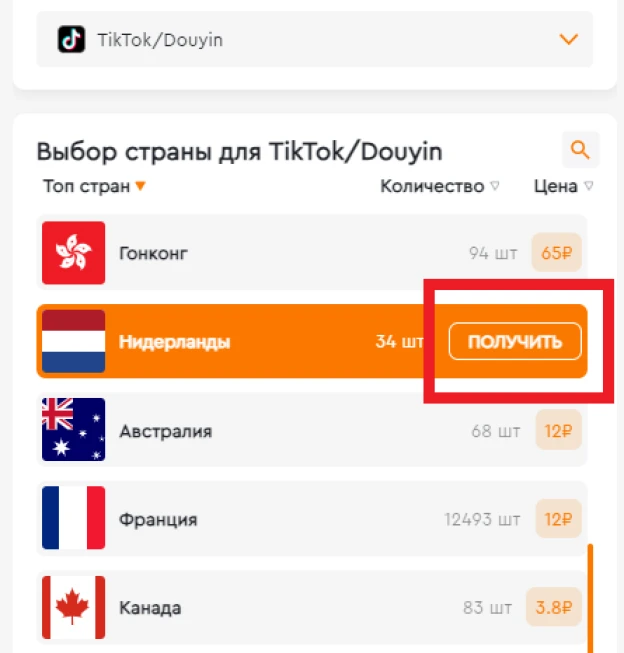 TikTok/Douyin
Выбор страны для TikTok/Douyin
Топ стран Количество Цена
Гонконг 94 шт 65₽
Нидерланды 34 шт ПОЛУЧИТЬ
Австралия 68 шт 12₽
Франция 12493 шт 12₽
Канада 83 шт 3.8₽